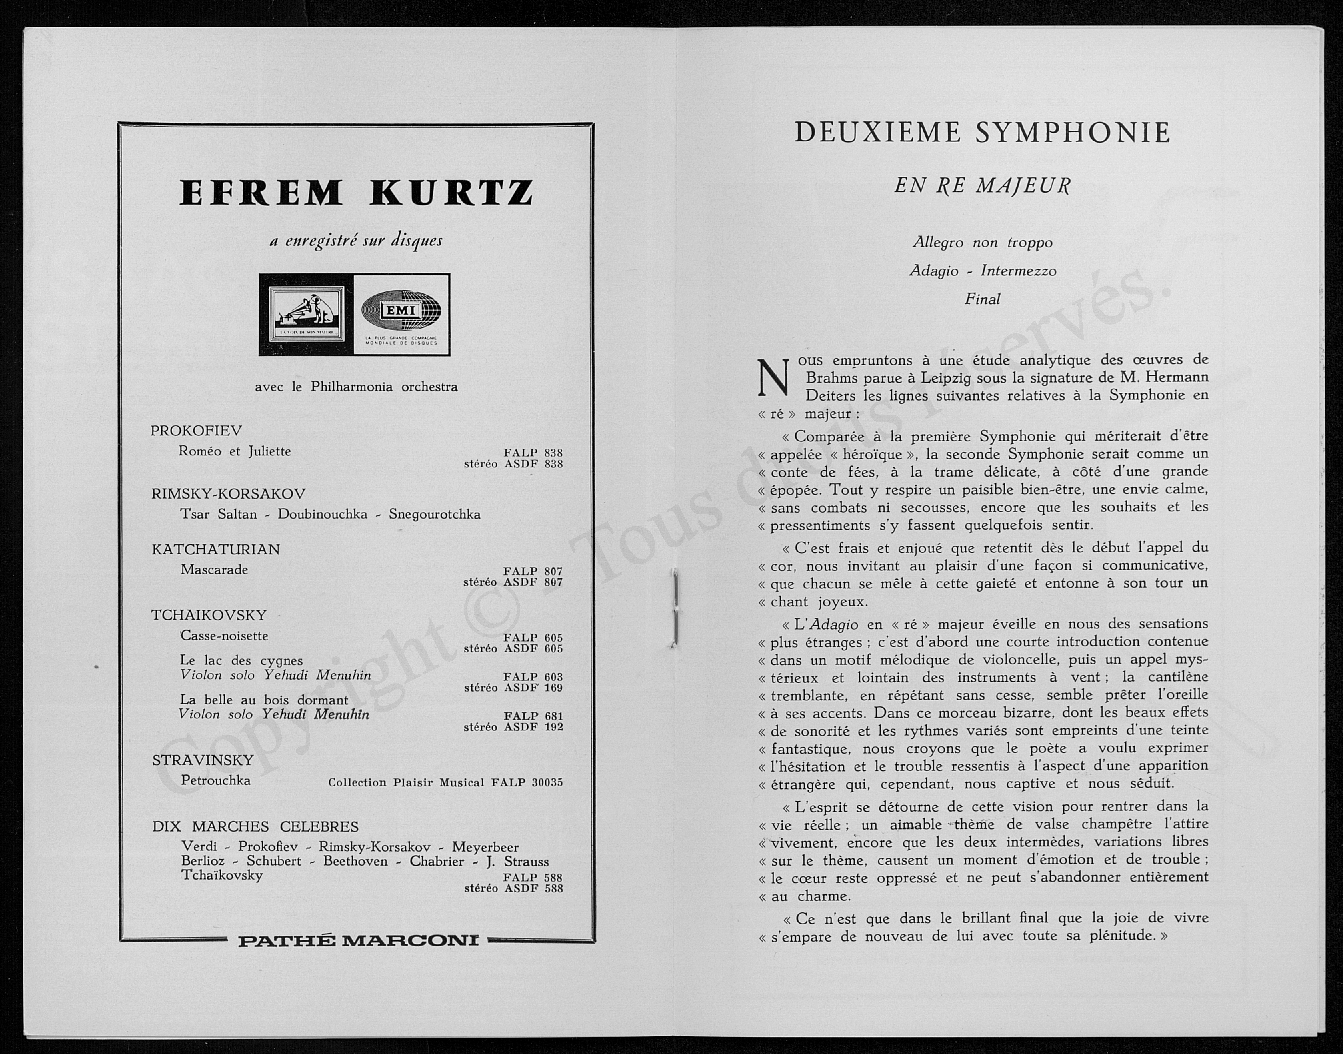 EFREM KURTZ
a enregistré sur disques
LA VOIX DE SON MAITRE
EMI
LA PLUS GRANDE COMPAGNIE
MONDIALE DE DISQUES
avec le Philharmonia orchestra
PROKOFIEV
Roméo et Juliette FALP 838
stéréo ASDF 838
RIMSKY-KORSAKOV
Tsar Saltan - Doubinouchka - Snegourotchka
KATCHATURIAN
Mascarade FALP 807
stéréo ASDF 807
TCHAIKOVSKY
Casse-noisette FALP 605
stéréo ASDF 605
Le lac des cygnes
Violon solo Yehudi Menuhin FALP 603
stéréo ASDF 169
La belle au bois dormant
Violon solo Yehudi Menuhin FALP 681
stéréo ASDF 192
STRAVINSKY
Petrouchka Collection Plaisir Musical FALP 30035
DIX MARCHES CELEBRES
Verdi - Prokofiev - Rimsky-Korsakov - Meyerbeer
Berlioz - Schubert - Beethoven - Chabrier - J. Strauss
Tchaïkovsky FALP 588
stéréo ASDF 588
PATHÉ MARCONI
DEUXIEME SYMPHONIE
EN RE MAJEUR
Allegro non troppo
Adagio - Intermezzo
Final
NOUS empruntons à une étude analytique des œuvres de
Brahms parue à Leipzig sous la signature de M. Hermann
Deiters les lignes suivantes relatives à la Symphonie en
« ré » majeur :
« Comparée à la première Symphonie qui mériterait d'être
« appelée « héroïque », la seconde Symphonie serait comme un
« conte de fées, à la trame délicate, à côté d'une grande
« épopée. Tout y respire un paisible bien-être, une envie calme,
« sans combats ni secousses, encore que les souhaits et les
« pressentiments s'y fassent quelquefois sentir.
« C'est frais et enjoué que retentit dès le début l'appel du
« cor, nous invitant au plaisir d'une façon si communicative,
« que chacun se mêle à cette gaieté et entonne à son tour un
« chant joyeux.
« L'Adagio en « ré » majeur éveille en nous des sensations
« plus étranges ; c'est d'abord une courte introduction contenue
« dans un motif mélodique de violoncelle, puis un appel mys-
« térieux et lointain des instruments à vent ; la cantilène
« tremblante, en répétant sans cesse, semble prêter l'oreille
« à ses accents. Dans ce morceau bizarre, dont les beaux effets
« de sonorité et les rythmes variés sont empreints d'une teinte
« fantastique, nous croyons que le poète a voulu exprimer
« l'hésitation et le trouble ressentis à l'aspect d'une apparition
« étrangère qui, cependant, nous captive et nous séduit.
« L'esprit se détourne de cette vision pour rentrer dans la
« vie réelle ; un aimable thème de valse champêtre l'attire
« vivement, encore que les deux intermèdes, variations libres
« sur le thème, causent un moment d'émotion et de trouble ;
« le cœur reste oppressé et ne peut s'abandonner entièrement
« au charme.
« Ce n'est que dans le brillant final que la joie de vivre
« s'empare de nouveau de lui avec toute sa plénitude. »
Copyright © - Tous droits réservés.